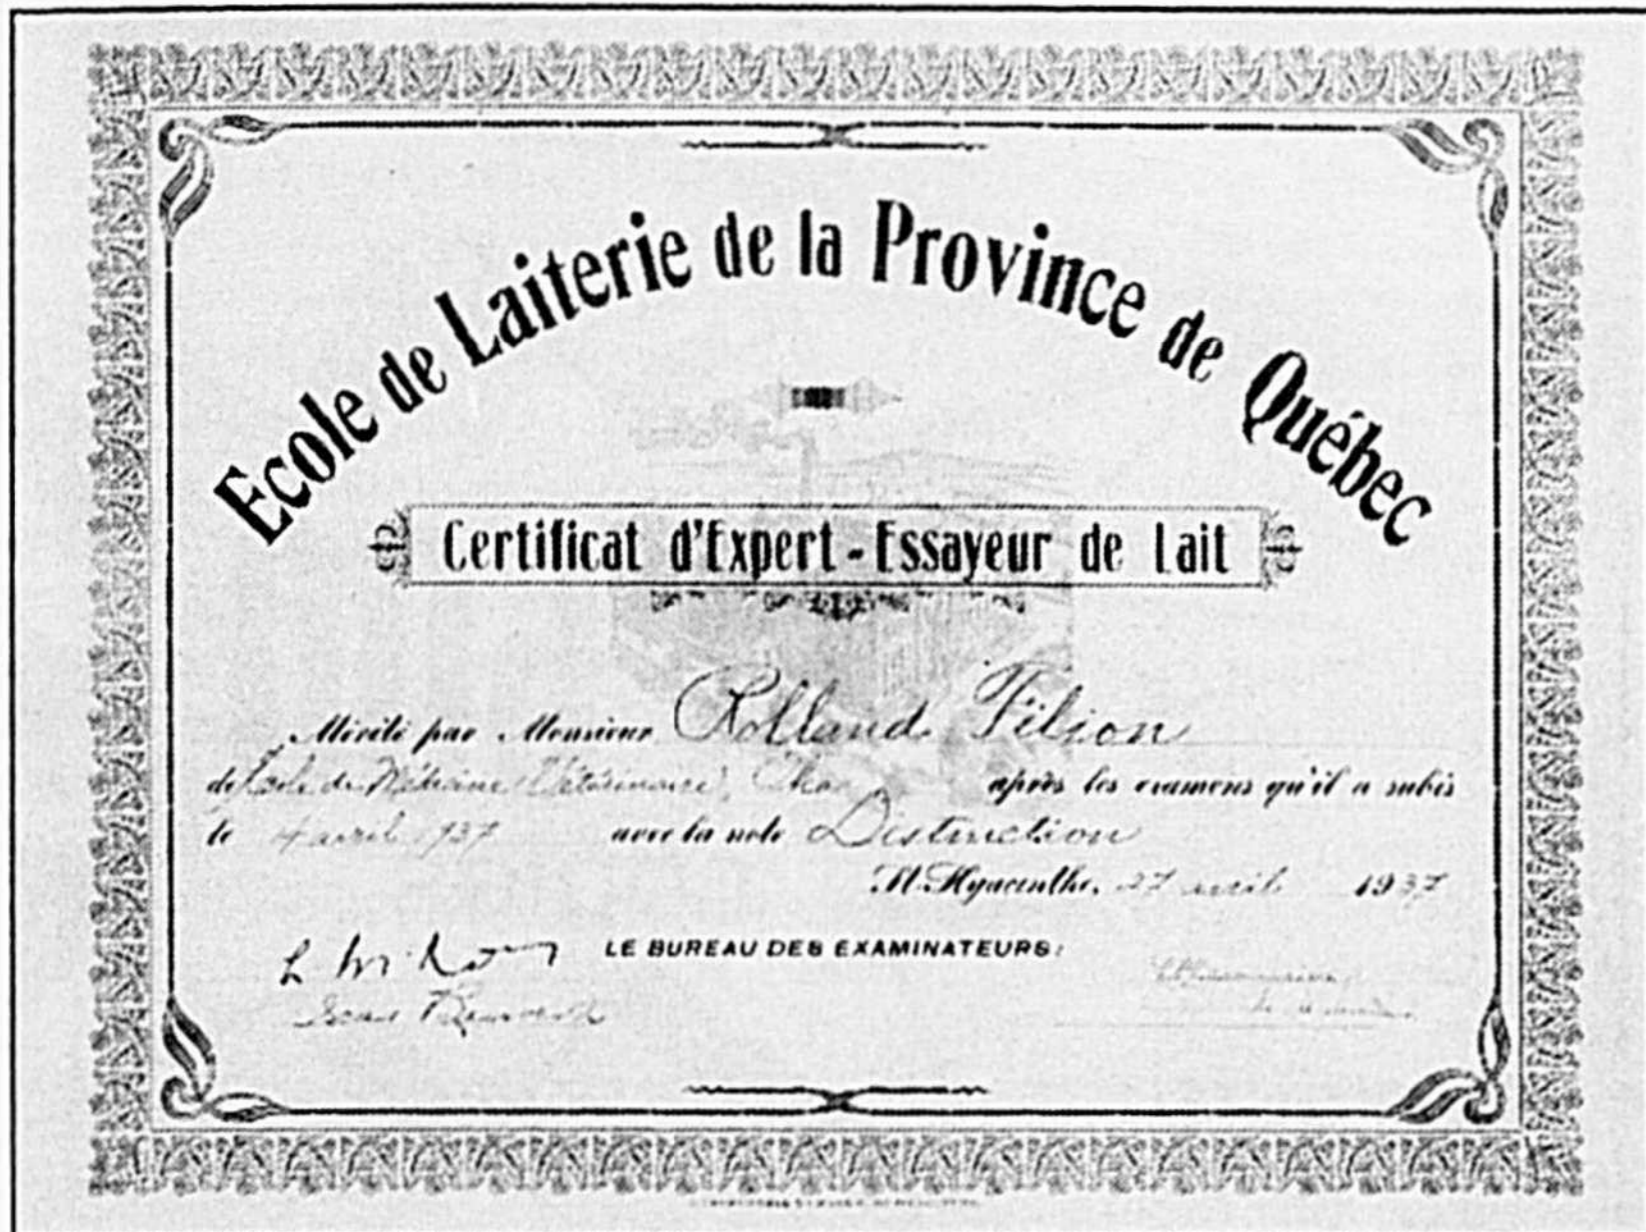 Ecole de Laiterie de la Province de Québec
Certificat d'Expert-Essayeur de Lait
Mérité par Monsieur Rolland Filion
de Ecole de Médecine Vétérinaire, après les examens qu'il a subis
le 4 avril 1937 avec la note Distinction
St-Hyacinthe, 27 avril 1937
LE BUREAU DES EXAMINATEURS: